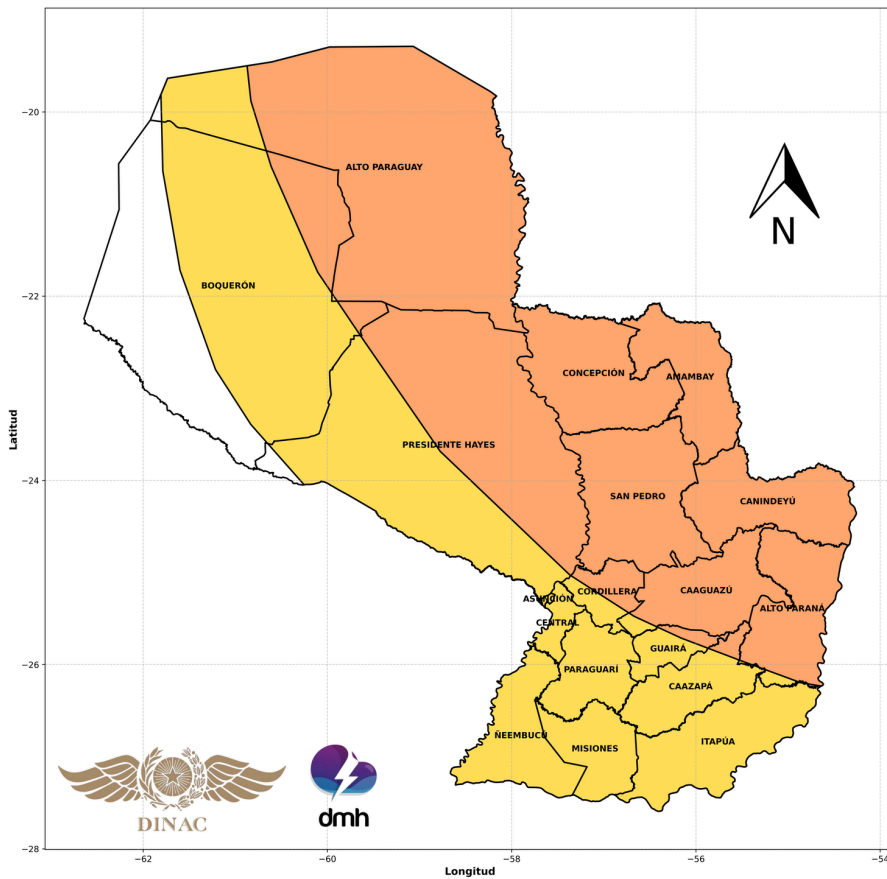 −20
ALTO PARAGUAY
N
BOQUERÓN
−22
CONCEPCIÓN
AMAMBAY
Latitud
PRESIDENTE HAYES
−24
SAN PEDRO
CANINDEYÚ
CORDILLERA
CAAGUAZÚ
ASUNCIÓN
ALTO PARANÁ
CENTRAL
GUAIRÁ
−26
PARAGUARÍ
CAAZAPÁ
ÑEEMBUCÚ
MISIONES
ITAPÚA
DINAC
dmh
−28
−62
−60
−58
−56
−54
Longitud